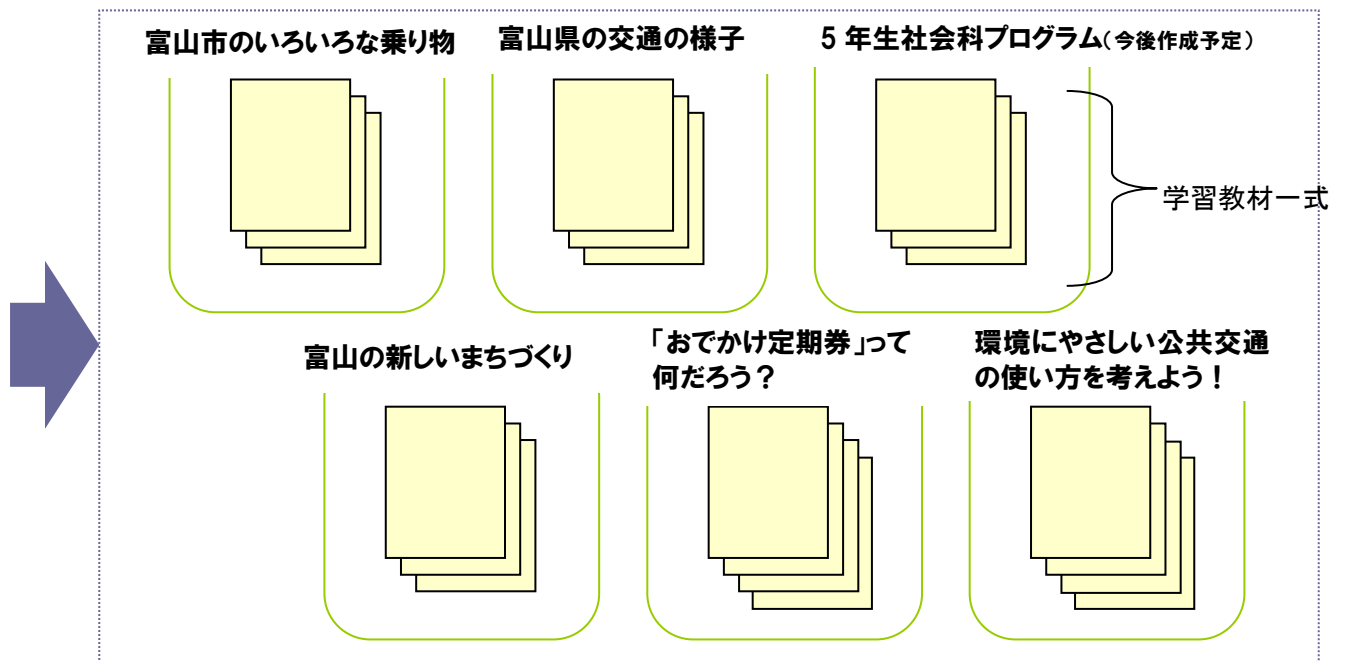 富山市のいろいろな乗り物
富山県の交通の様子
5年生社会科プログラム(今後作成予定)
学習教材一式
富山の新しいまちづくり
「おでかけ定期券」って
何だろう？
環境にやさしい公共交通
の使い方を考えよう！